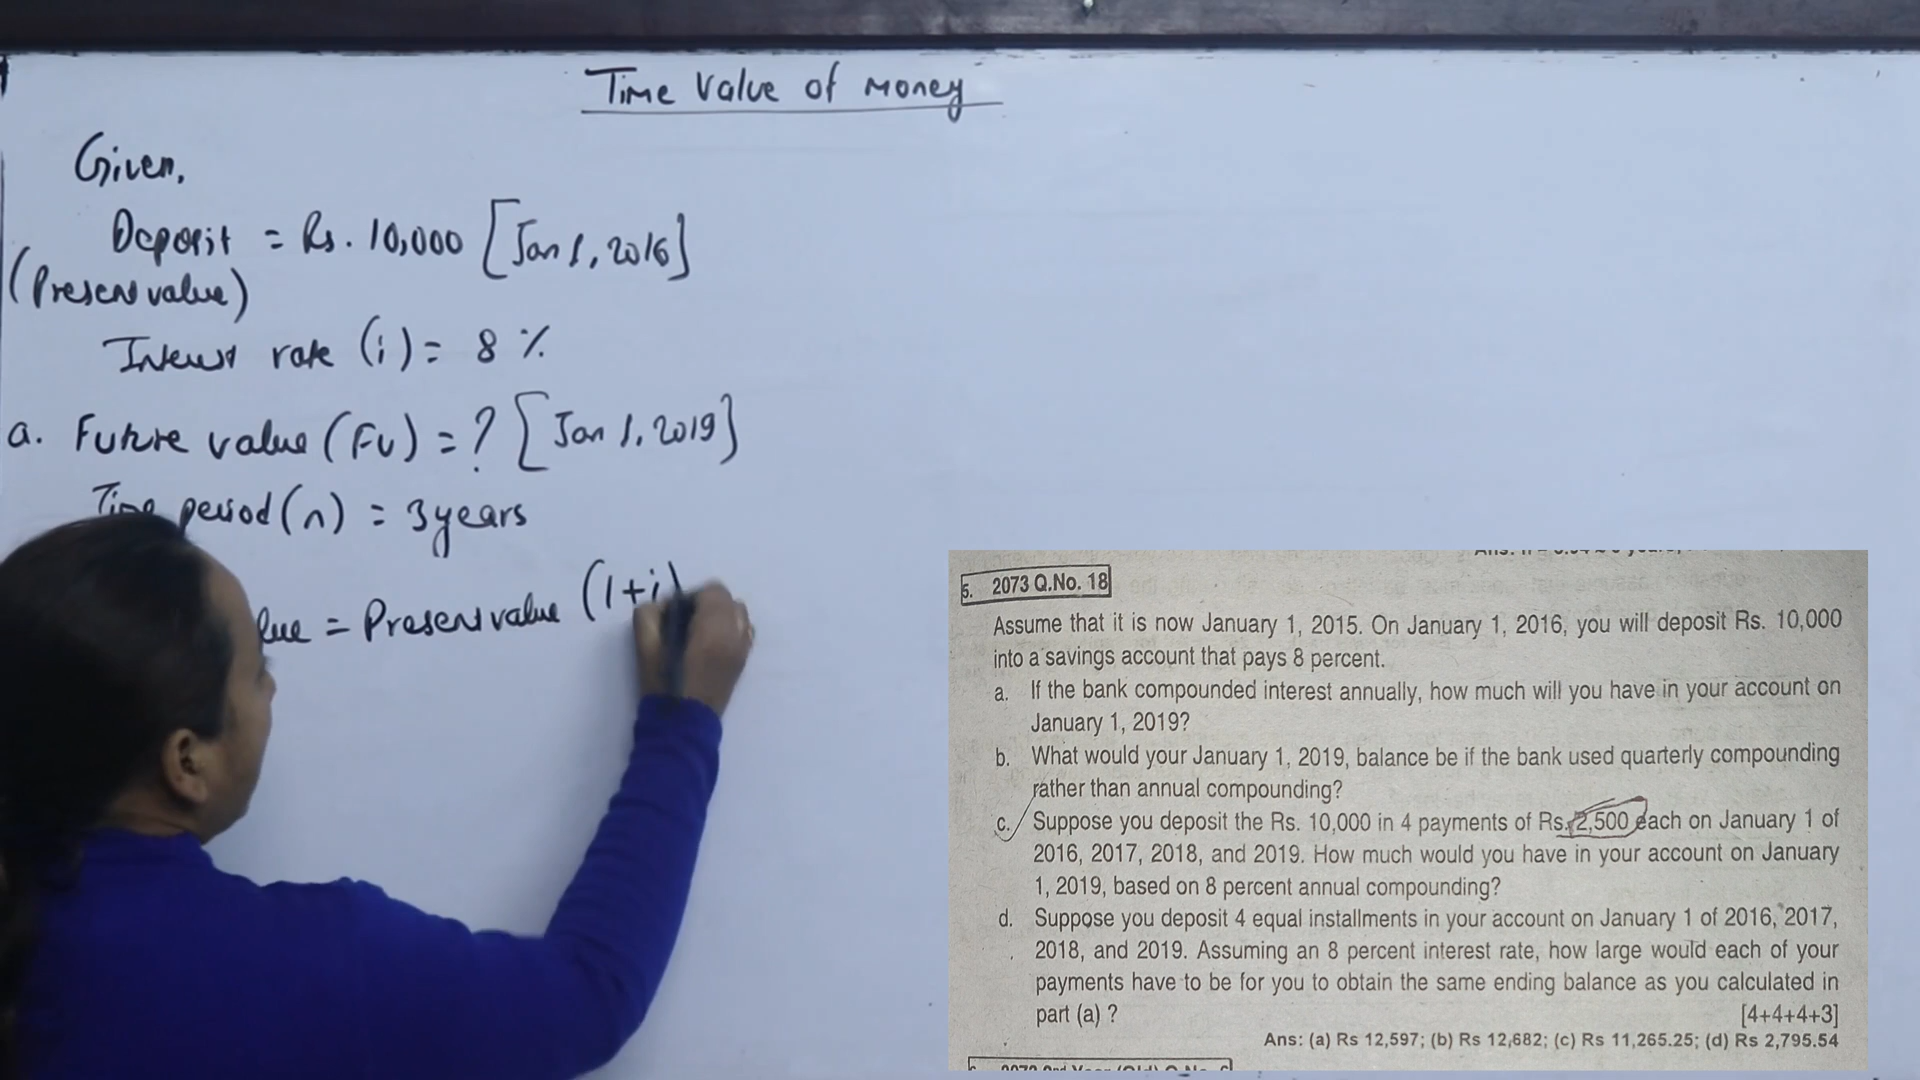 Time Value of Money
Given,
Deposit = Rs. 10,000 [Jan 1, 2016]
(Present value)
Interest rate (i) = 8 %
a. Future value (FV) = ? [Jan 1, 2019]
Time period (n) = 3 years
lue = Present value (1+i)
5. 2073 Q.No. 18
Assume that it is now January 1, 2015. On January 1, 2016, you will deposit Rs. 10,000
into a savings account that pays 8 percent.
a. If the bank compounded interest annually, how much will you have in your account on
January 1, 2019?
b. What would your January 1, 2019, balance be if the bank used quarterly compounding
rather than annual compounding?
c. Suppose you deposit the Rs. 10,000 in 4 payments of Rs. 2,500 each on January 1 of
2016, 2017, 2018, and 2019. How much would you have in your account on January
1, 2019, based on 8 percent annual compounding?
d. Suppose you deposit 4 equal installments in your account on January 1 of 2016, 2017,
2018, and 2019. Assuming an 8 percent interest rate, how large would each of your
payments have to be for you to obtain the same ending balance as you calculated in
part (a) ? [4+4+4+3]
Ans: (a) Rs 12,597; (b) Rs 12,682; (c) Rs 11,265.25; (d) Rs 2,795.54